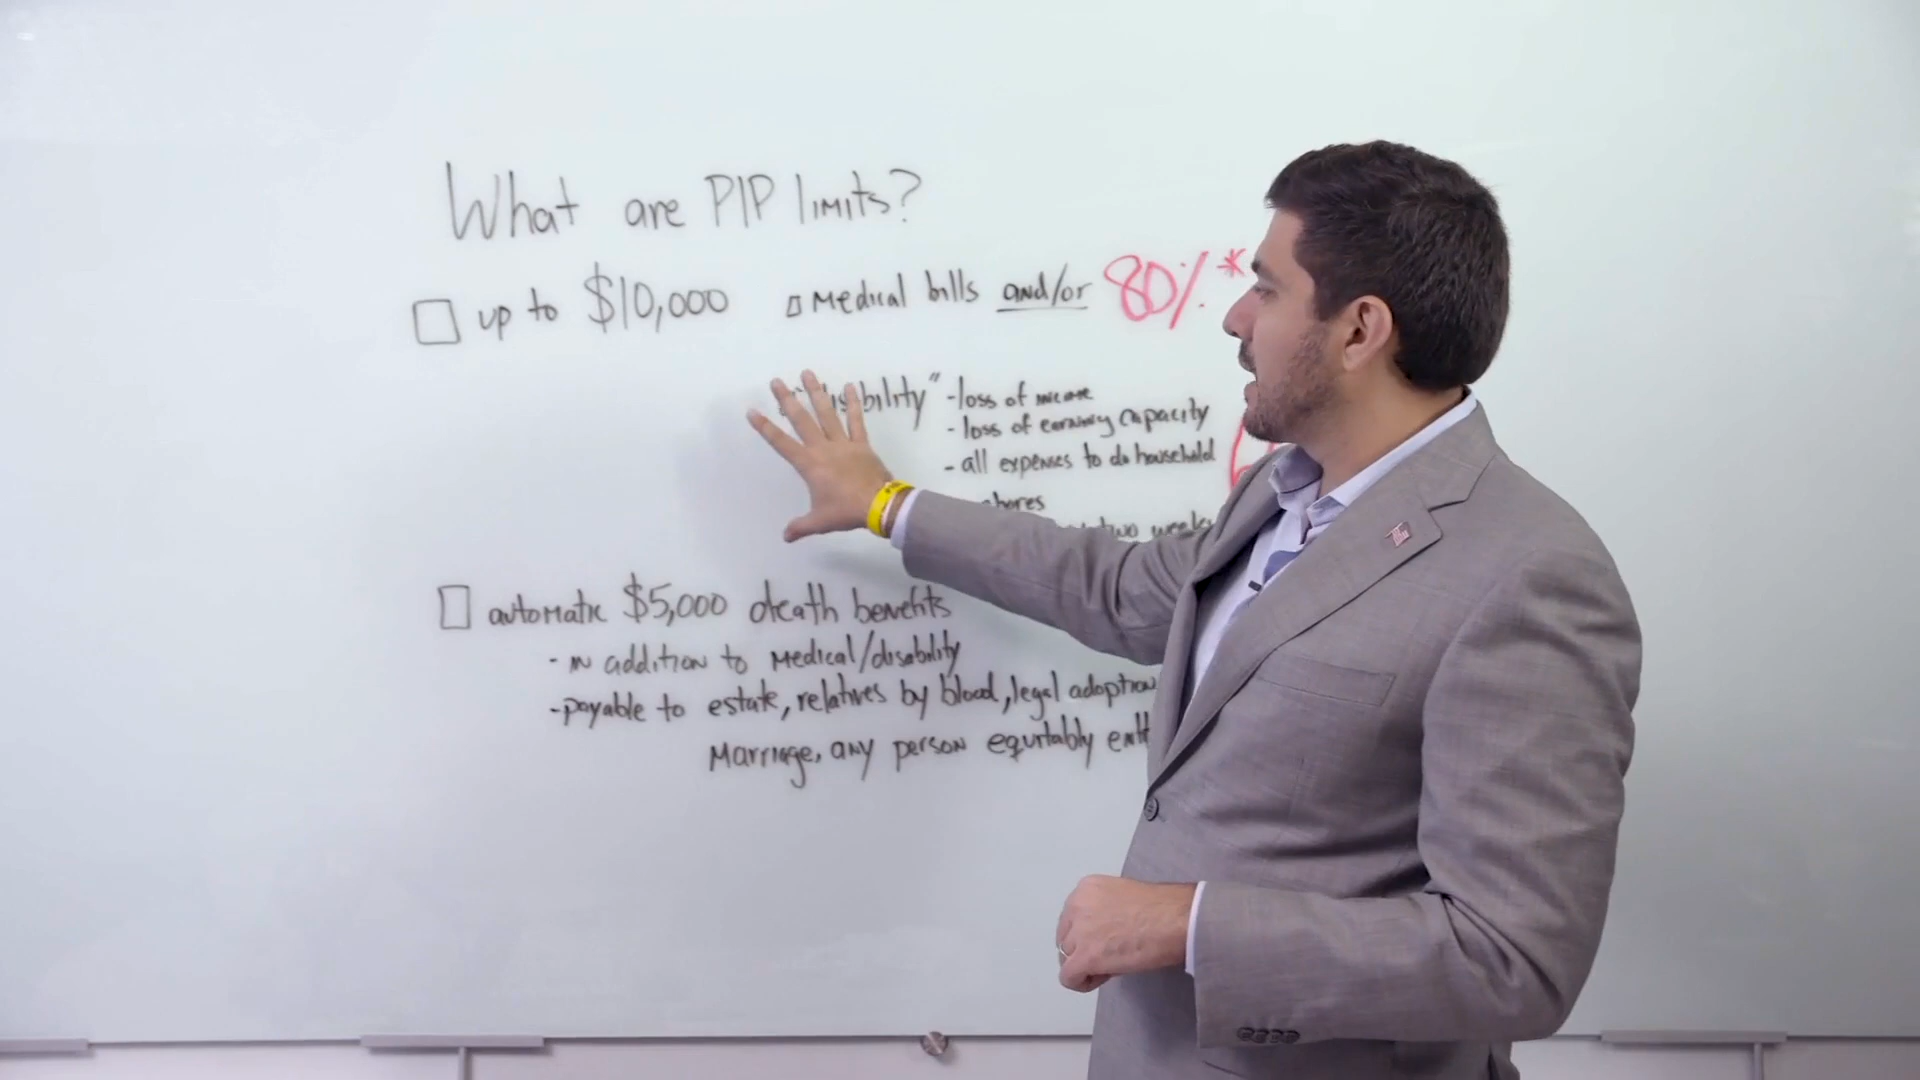 What are PIP limits?
up to $10,000 Medical bills and/or 80%*
disability" - loss of income
- loss of earning capacity
- all expenses to do household
chores
two weeks
automatic $5,000 death benefits
- in addition to Medical/disability
- payable to estate, relatives by blood, legal adoption
Marriage, any person equitably